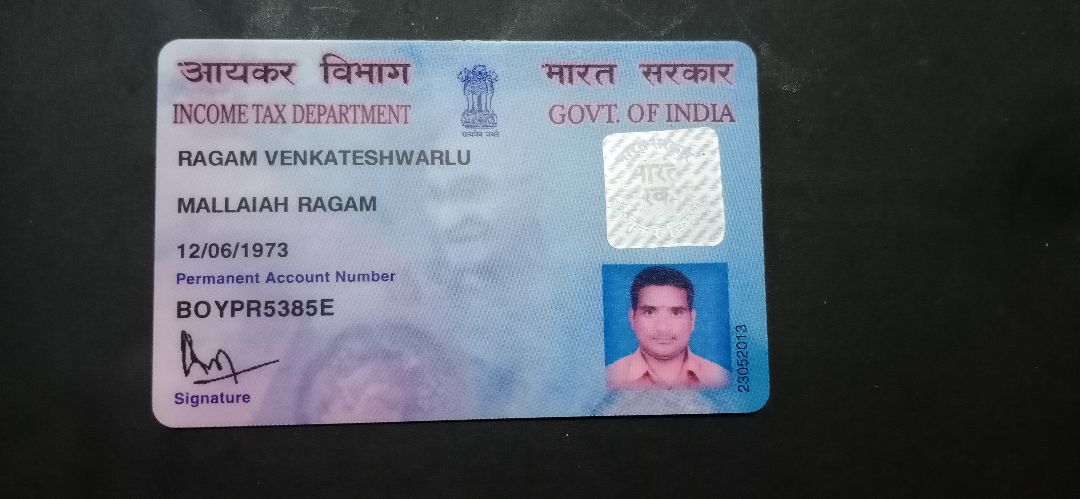 आयकर विभाग
INCOME TAX DEPARTMENT
भारत सरकार
GOVT. OF INDIA
सत्यमेव जयते
RAGAM VENKATESHWARLU
MALLAIAH RAGAM
12/06/1973
Permanent Account Number
BOYPR5385E
Signature
23052013